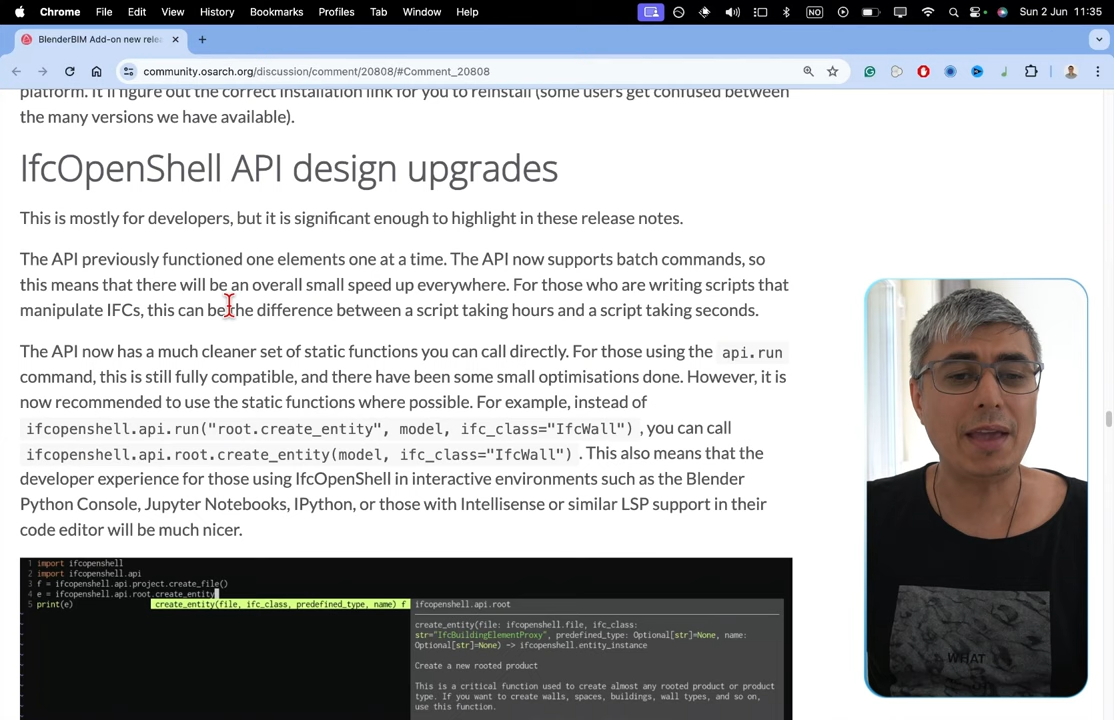 Chrome File Edit View History Bookmarks Profiles Tab Window Help NO Sun 2 Jun 11:35
BlenderBIM Add-on new rele
community.osarch.org/discussion/comment/20808/#Comment_20808
platform. It'll figure out the correct installation link for you to reinstall (some users get confused between
the many versions we have available).
IfcOpenShell API design upgrades
This is mostly for developers, but it is significant enough to highlight in these release notes.
The API previously functioned one elements one at a time. The API now supports batch commands, so
this means that there will be an overall small speed up everywhere. For those who are writing scripts that
manipulate IFCs, this can be the difference between a script taking hours and a script taking seconds.
The API now has a much cleaner set of static functions you can call directly. For those using the api.run
command, this is still fully compatible, and there have been some small optimisations done. However, it is
now recommended to use the static functions where possible. For example, instead of
ifcopenshell.api.run("root.create_entity", model, ifc_class="IfcWall") , you can call
ifcopenshell.api.root.create_entity(model, ifc_class="IfcWall") . This also means that the
developer experience for those using IfcOpenShell in interactive environments such as the Blender
Python Console, Jupyter Notebooks, IPython, or those with Intellisense or similar LSP support in their
code editor will be much nicer.
1 import ifcopenshell
2 import ifcopenshell.api
3 f = ifcopenshell.api.project.create_file()
4 e = ifcopenshell.api.root.create_entity
5 print(e) create_entity(file, ifc_class, predefined_type, name) f ifcopenshell.api.root
create_entity(file: ifcopenshell.file, ifc_class:
str="IfcBuildingElementProxy", predefined_type: Optional[str]=None, name:
Optional[str]=None) -> ifcopenshell.entity_instance
Create a new rooted product
This is a critical function used to create almost any rooted product or product
type. If you want to create walls, spaces, buildings, wall types, and so on,
use this function.
WHAT